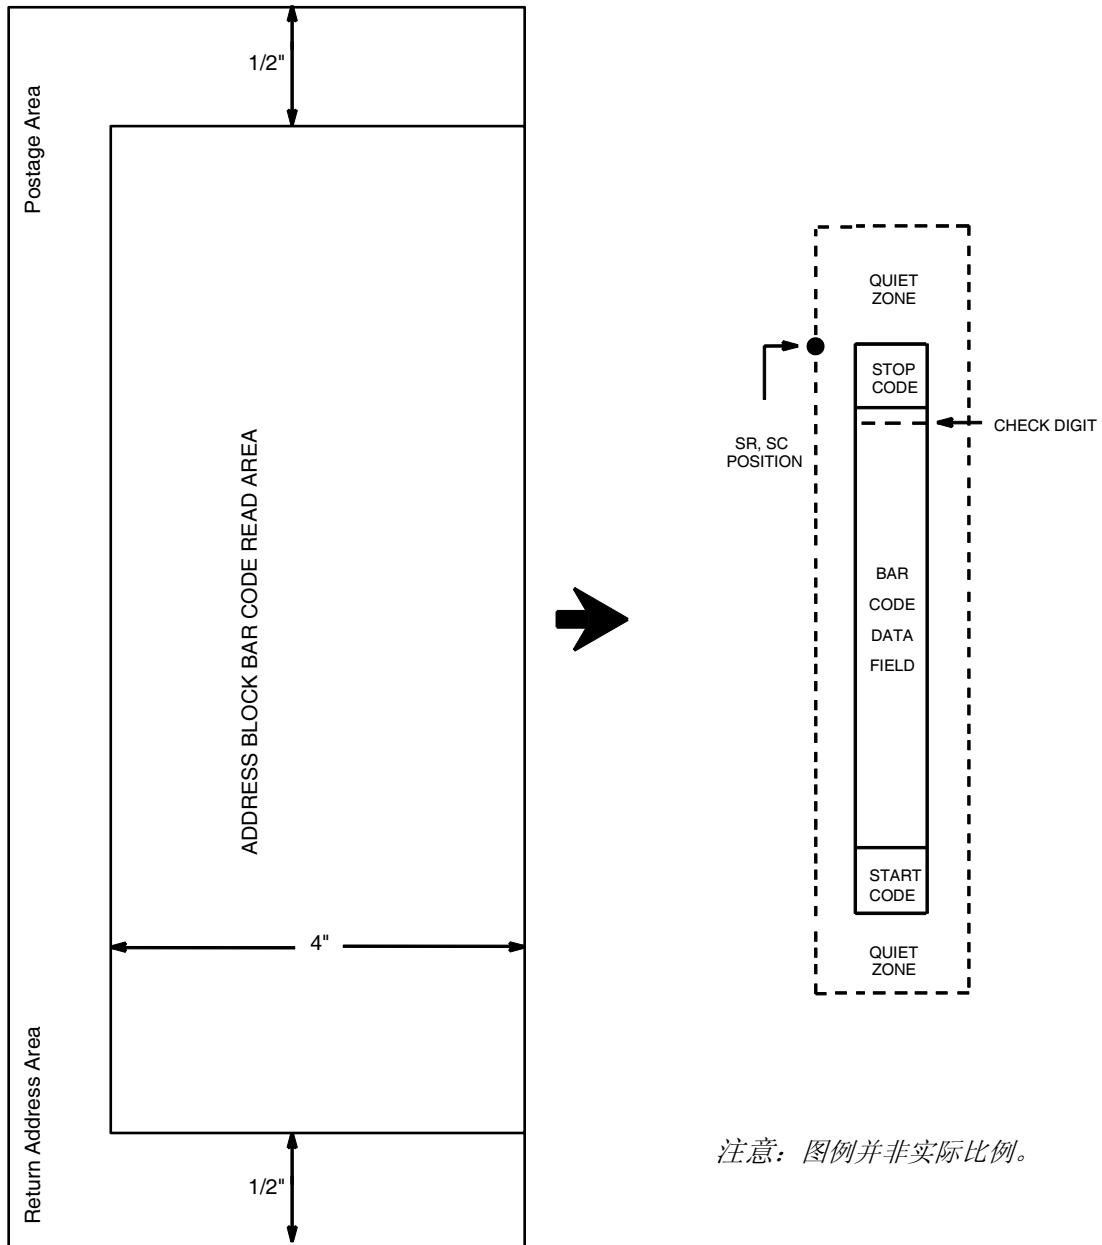 1/2"
Postage Area
ADDRESS BLOCK BAR CODE READ AREA
4"
Return Address Area
1/2"
QUIET
ZONE
STOP
CODE
SR, SC
POSITION
CHECK DIGIT
BAR
CODE
DATA
FIELD
START
CODE
QUIET
ZONE
注意：图例并非实际比例。